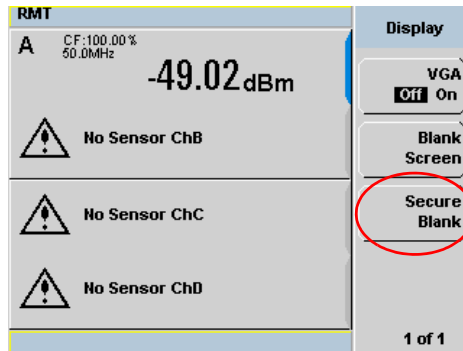 RMT
A
CF:100.00%
50.0MHz
-49.02dBm
No Sensor ChB
No Sensor ChC
No Sensor ChD
Display
VGA
Off On
Blank
Screen
Secure
Blank
1 of 1